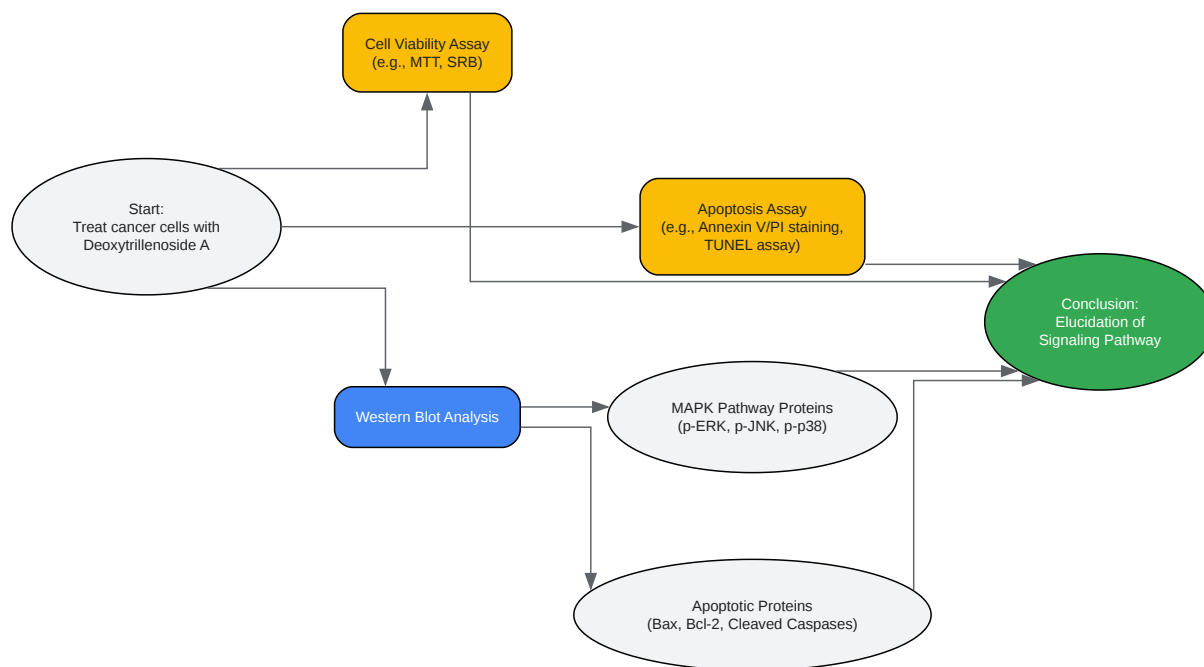 Cell Viability Assay
(e.g., MTT, SRB)
Start:
Treat cancer cells with
Deoxytrillenoside A
Apoptosis Assay
(e.g., Annexin V/PI staining,
TUNEL assay)
Conclusion:
Elucidation of
Signaling Pathway
Western Blot Analysis
MAPK Pathway Proteins
(p-ERK, p-JNK, p-p38)
Apoptotic Proteins
(Bax, Bcl-2, Cleaved Caspases)